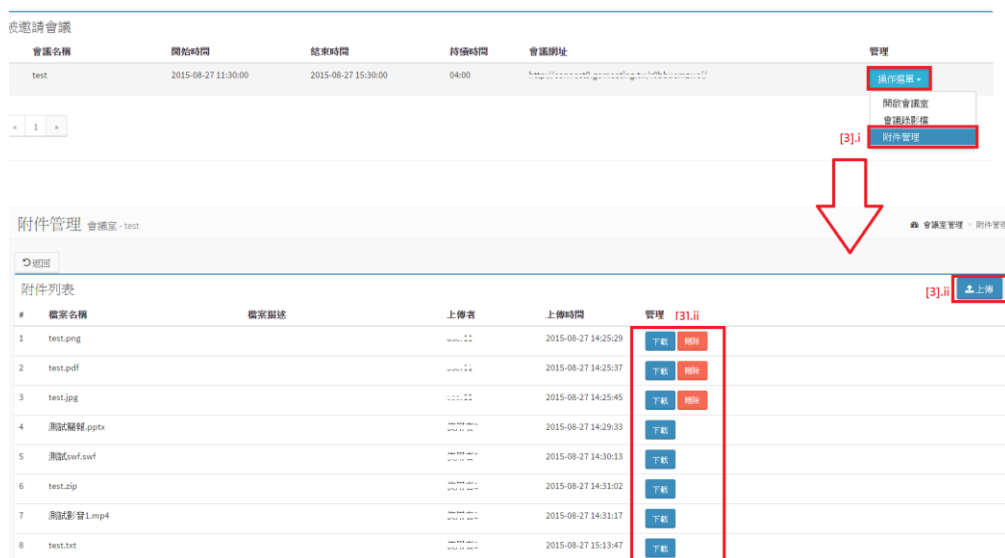 被邀請會議
會議名稱 開始時間 結束時間 持續時間 會議網址 管理
test 2015-08-27 11:30:00 2015-08-27 15:30:00 04:00 操作選單
開啟會議室
會議錄影檔
[3].i 附件管理
« 1 »
附件管理 會議室 - test 會議室管理 > 附件管理
返回
附件列表 [3].ii 上傳
# 檔案名稱 檔案描述 上傳者 上傳時間 管理 [3].ii
1 test.png 2015-08-27 14:25:29 下載 刪除
2 test.pdf 2015-08-27 14:25:37 下載 刪除
3 test.jpg 2015-08-27 14:25:45 下載 刪除
4 測試簡報.pptx 2015-08-27 14:29:33 下載
5 測試swf.swf 2015-08-27 14:30:13 下載
6 test.zip 2015-08-27 14:31:02 下載
7 測試影音1.mp4 2015-08-27 14:31:17 下載
8 test.txt 2015-08-27 15:13:47 下載